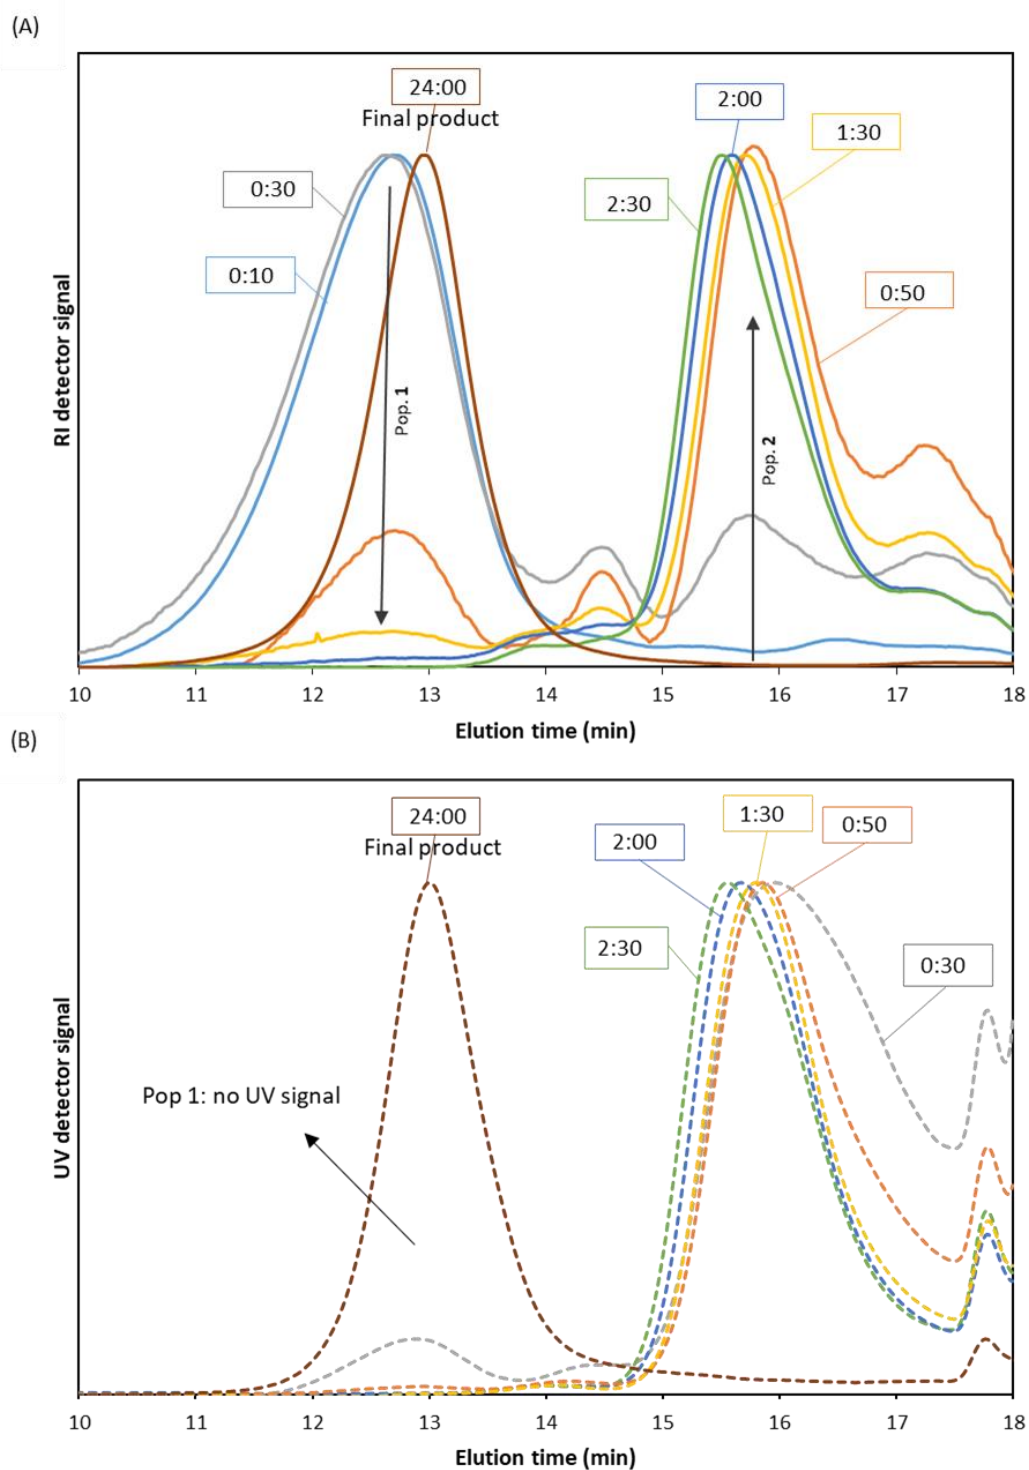 (A)
24:00
Final product
2:00
1:30
0:30
2:30
0:10
0:50
RI detector signal
Pop. 1
Pop. 2
10 11 12 13 14 15 16 17 18
Elution time (min)
(B)
24:00
Final product
1:30
0:50
2:00
2:30
0:30
UV detector signal
Pop 1: no UV signal
10 11 12 13 14 15 16 17 18
Elution time (min)